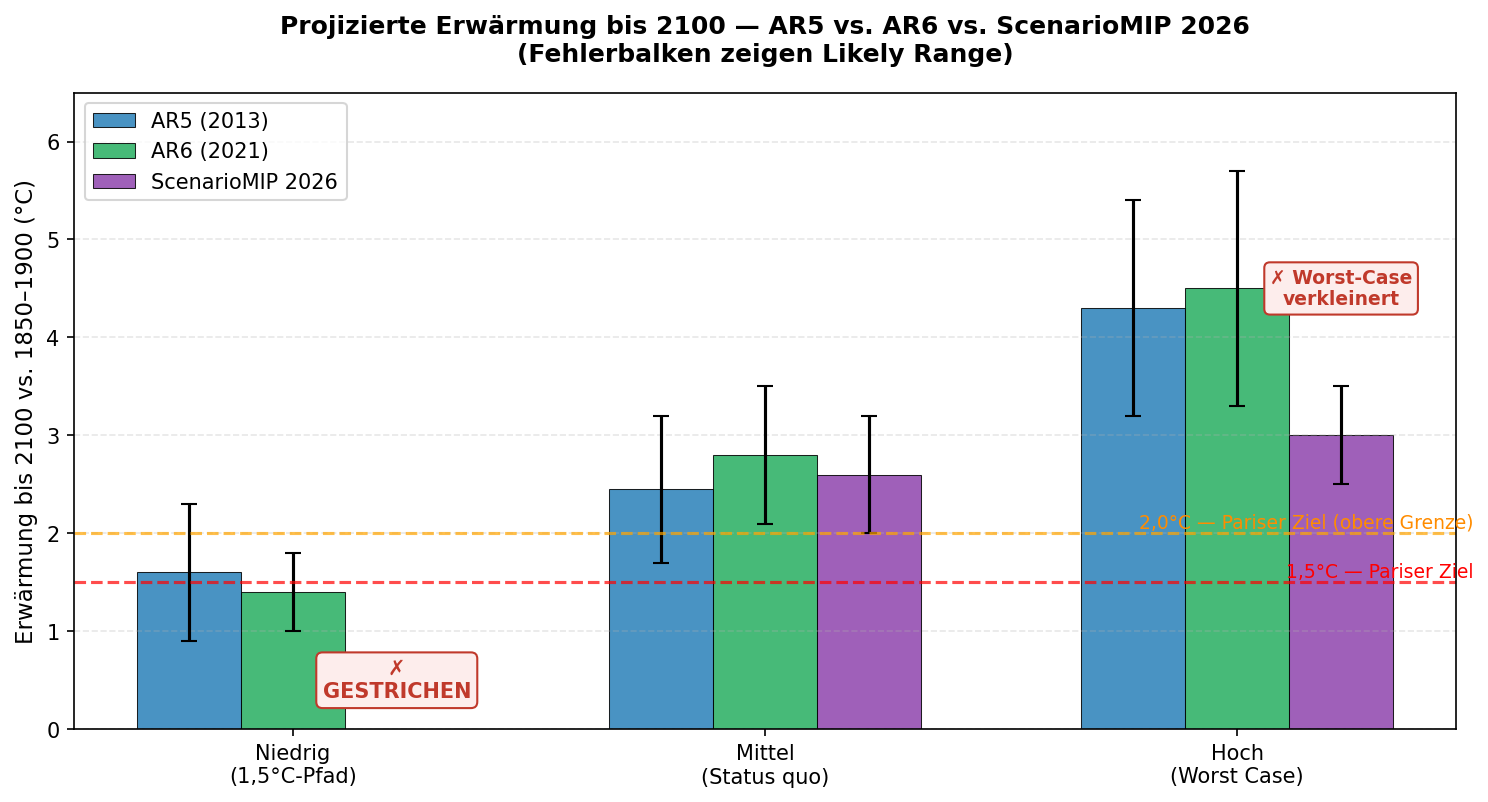 Projizierte Erwärmung bis 2100 — AR5 vs. AR6 vs. ScenarioMIP 2026
(Fehlerbalken zeigen Likely Range)
Erwärmung bis 2100 vs. 1850–1900 (°C)
AR5 (2013)
AR6 (2021)
ScenarioMIP 2026
6
5
4
3
2
1
0
✗ Worst-Case
verkleinert
2,0°C — Pariser Ziel (obere Grenze)
1,5°C — Pariser Ziel
✗
GESTRICHEN
Niedrig
(1,5°C-Pfad)
Mittel
(Status quo)
Hoch
(Worst Case)